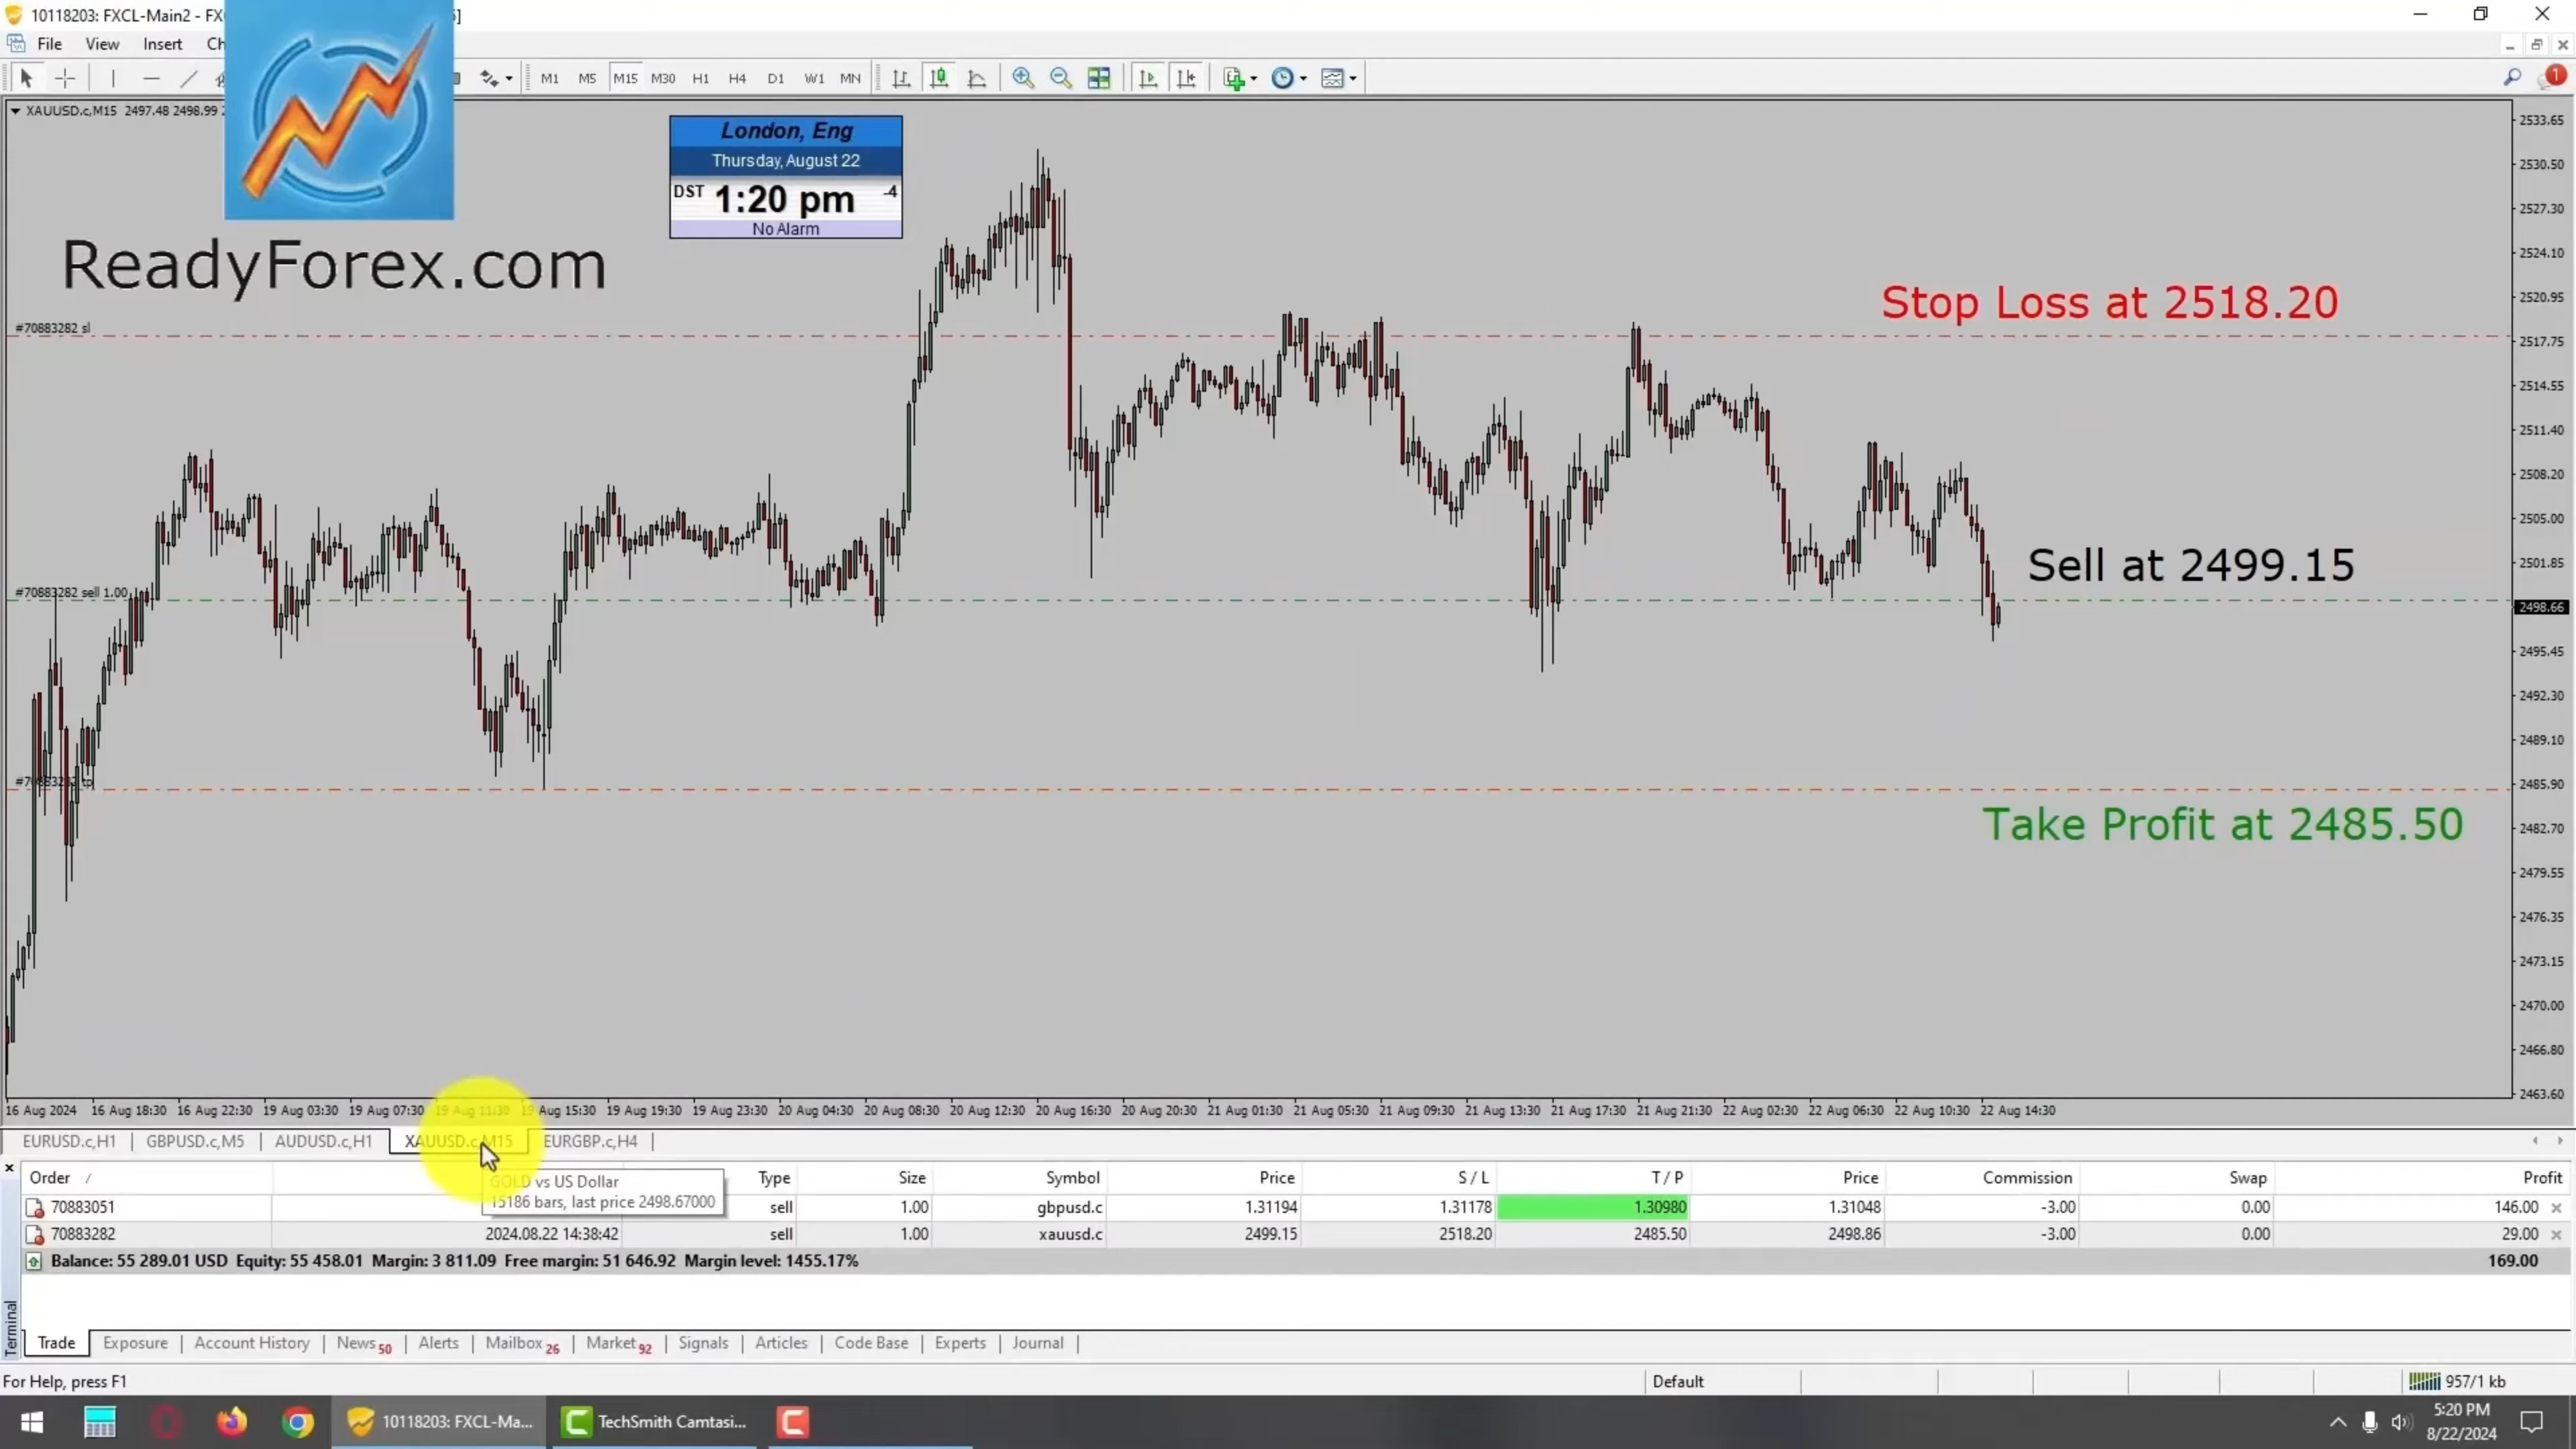 10118203: FXCL-Main2 - FX
File View Insert Ch
M1 M5 M15 M30 H1 H4 D1 W1 MN
1
XAUUSD.c,M15 2497.48 2498.99
London, Eng
Thursday, August 22
DST 1:20 pm -4
No Alarm
ReadyForex.com
Stop Loss at 2518.20
#70883282 sl
Sell at 2499.15
#70883282 sell 1.00
Take Profit at 2485.50
2533.65
2530.50
2527.30
2524.10
2520.95
2517.75
2514.55
2511.40
2508.20
2505.00
2501.85
2498.66
2495.45
2492.30
2489.10
2485.90
2482.70
2479.55
2476.35
2473.15
2470.00
2466.80
2463.60
16 Aug 2024 16 Aug 18:30 16 Aug 22:30 19 Aug 03:30 19 Aug 07:30 19 Aug 11:30 19 Aug 15:30 19 Aug 19:30 19 Aug 23:30 20 Aug 04:30 20 Aug 08:30 20 Aug 12:30 20 Aug 16:30 20 Aug 20:30 21 Aug 01:30 21 Aug 05:30 21 Aug 09:30 21 Aug 13:30 21 Aug 17:30 21 Aug 21:30 22 Aug 02:30 22 Aug 06:30 22 Aug 10:30 22 Aug 14:30
EURUSD.c,H1 GBPUSD.c,M5 AUDUSD.c,H1 XAUUSD.c,M15 EURGBP.c,H4
Order / Type Size Symbol Price S / L T / P Price Commission Swap Profit
GOLD vs US Dollar
15186 bars, last price 2498.67000
70883051 sell 1.00 gbpusd.c 1.31194 1.31178 1.30980 1.31048 -3.00 0.00 146.00
70883282 2024.08.22 14:38:42 sell 1.00 xauusd.c 2499.15 2518.20 2485.50 2498.86 -3.00 0.00 29.00
Balance: 55 289.01 USD Equity: 55 458.01 Margin: 3 811.09 Free margin: 51 646.92 Margin level: 1455.17% 169.00
Terminal
Trade Exposure Account History News 50 Alerts Mailbox 26 Market 92 Signals Articles Code Base Experts Journal
For Help, press F1 Default 957/1 kb
10118203: FXCL-Ma... TechSmith Camtasi...
5:20 PM
8/22/2024